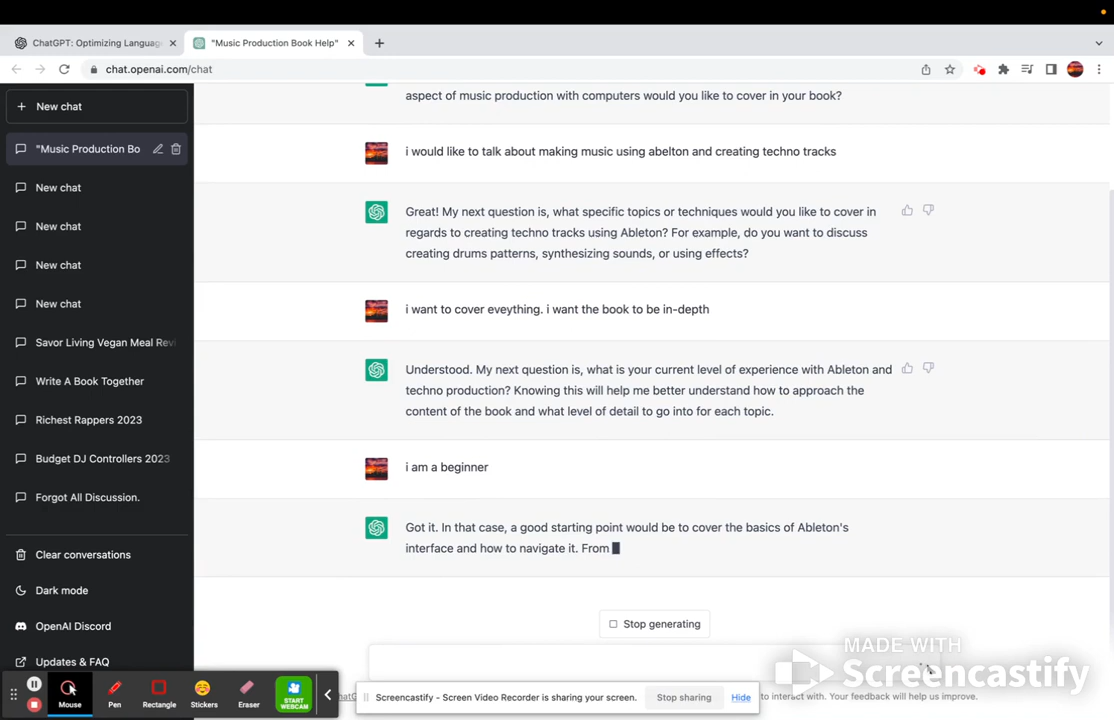 ChatGPT: Optimizing Languag
"Music Production Book Help"
chat.openai.com/chat
New chat
aspect of music production with computers would you like to cover in your book?
"Music Production Bo
i would like to talk about making music using abelton and creating techno tracks
New chat
Great! My next question is, what specific topics or techniques would you like to cover in
New chat
regards to creating techno tracks using Ableton? For example, do you want to discuss
creating drums patterns, synthesizing sounds, or using effects?
New chat
New chat
i want to cover eveything. i want the book to be in-depth
Savor Living Vegan Meal Revi
Understood. My next question is, what is your current level of experience with Ableton and
Write A Book Together
techno production? Knowing this will help me better understand how to approach the
content of the book and what level of detail to go into for each topic.
Richest Rappers 2023
Budget DJ Controllers 2023
i am a beginner
Forgot All Discussion.
Got it. In that case, a good starting point would be to cover the basics of Ableton's
interface and how to navigate it. From
Clear conversations
Dark mode
OpenAI Discord
Stop generating
Updates & FAQ
MADE WITH
Screencastify
Screencastify - Screen Video Recorder is sharing your screen.
Stop sharing
Hide
to interact with. Your feedback will help us improve.
Mouse
Pen
Rectangle
Stickers
Eraser
START
WEBCAM